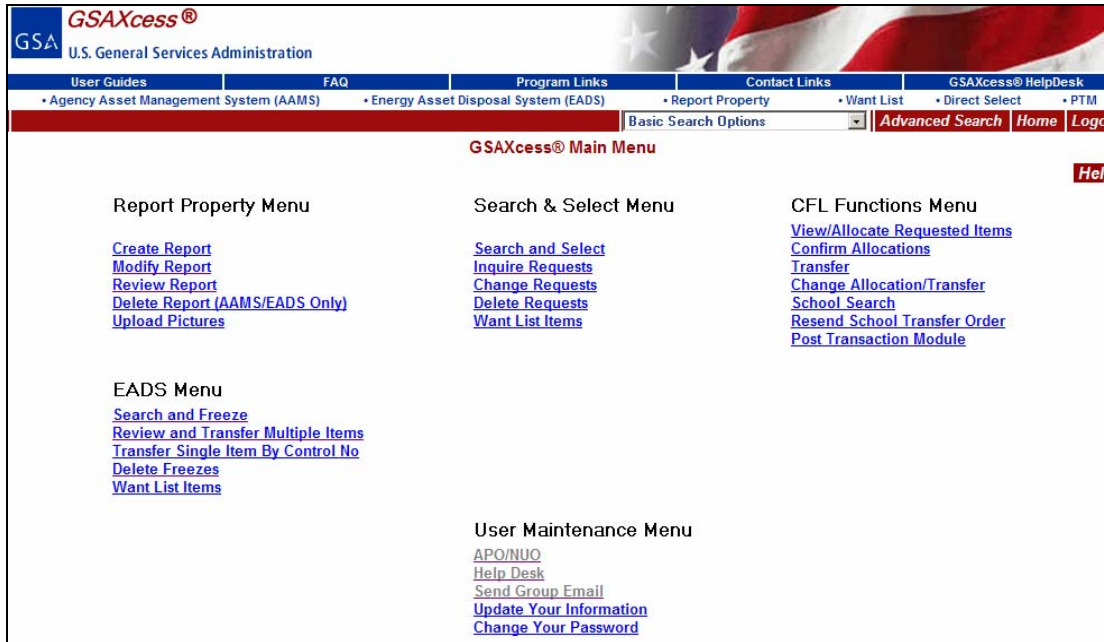 GSAXcess®
GSA
U.S. General Services Administration
User Guides FAQ Program Links Contact Links GSAXcess® HelpDesk
• Agency Asset Management System (AAMS) • Energy Asset Disposal System (EADS) • Report Property • Want List • Direct Select • PTM
Basic Search Options Advanced Search Home Logo
GSAXcess® Main Menu
Hel
Report Property Menu
Create Report
Modify Report
Review Report
Delete Report (AAMS/EADS Only)
Upload Pictures
Search & Select Menu
Search and Select
Inquire Requests
Change Requests
Delete Requests
Want List Items
CFL Functions Menu
View/Allocate Requested Items
Confirm Allocations
Transfer
Change Allocation/Transfer
School Search
Resend School Transfer Order
Post Transaction Module
EADS Menu
Search and Freeze
Review and Transfer Multiple Items
Transfer Single Item By Control No
Delete Freezes
Want List Items
User Maintenance Menu
APO/NUO
Help Desk
Send Group Email
Update Your Information
Change Your Password